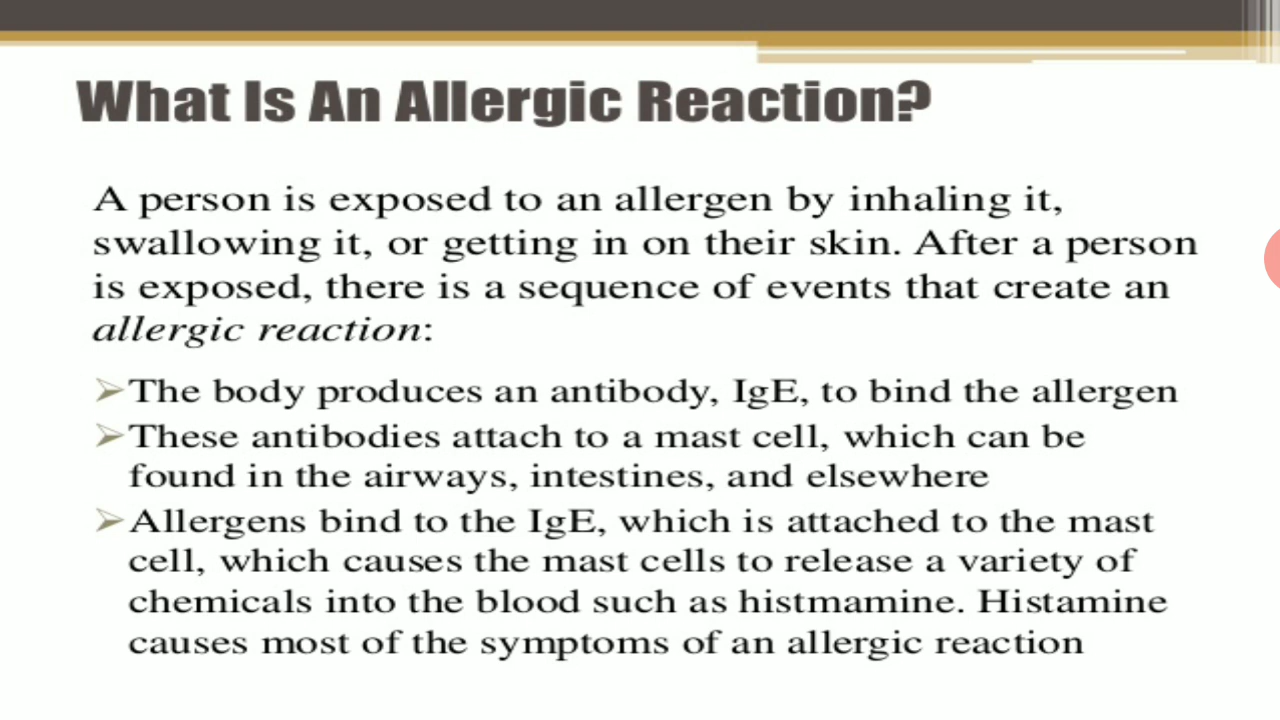 What Is An Allergic Reaction?
A person is exposed to an allergen by inhaling it,
swallowing it, or getting in on their skin. After a person
is exposed, there is a sequence of events that create an
allergic reaction:
➢The body produces an antibody, IgE, to bind the allergen
➢These antibodies attach to a mast cell, which can be
found in the airways, intestines, and elsewhere
➢Allergens bind to the IgE, which is attached to the mast
cell, which causes the mast cells to release a variety of
chemicals into the blood such as histmamine. Histamine
causes most of the symptoms of an allergic reaction